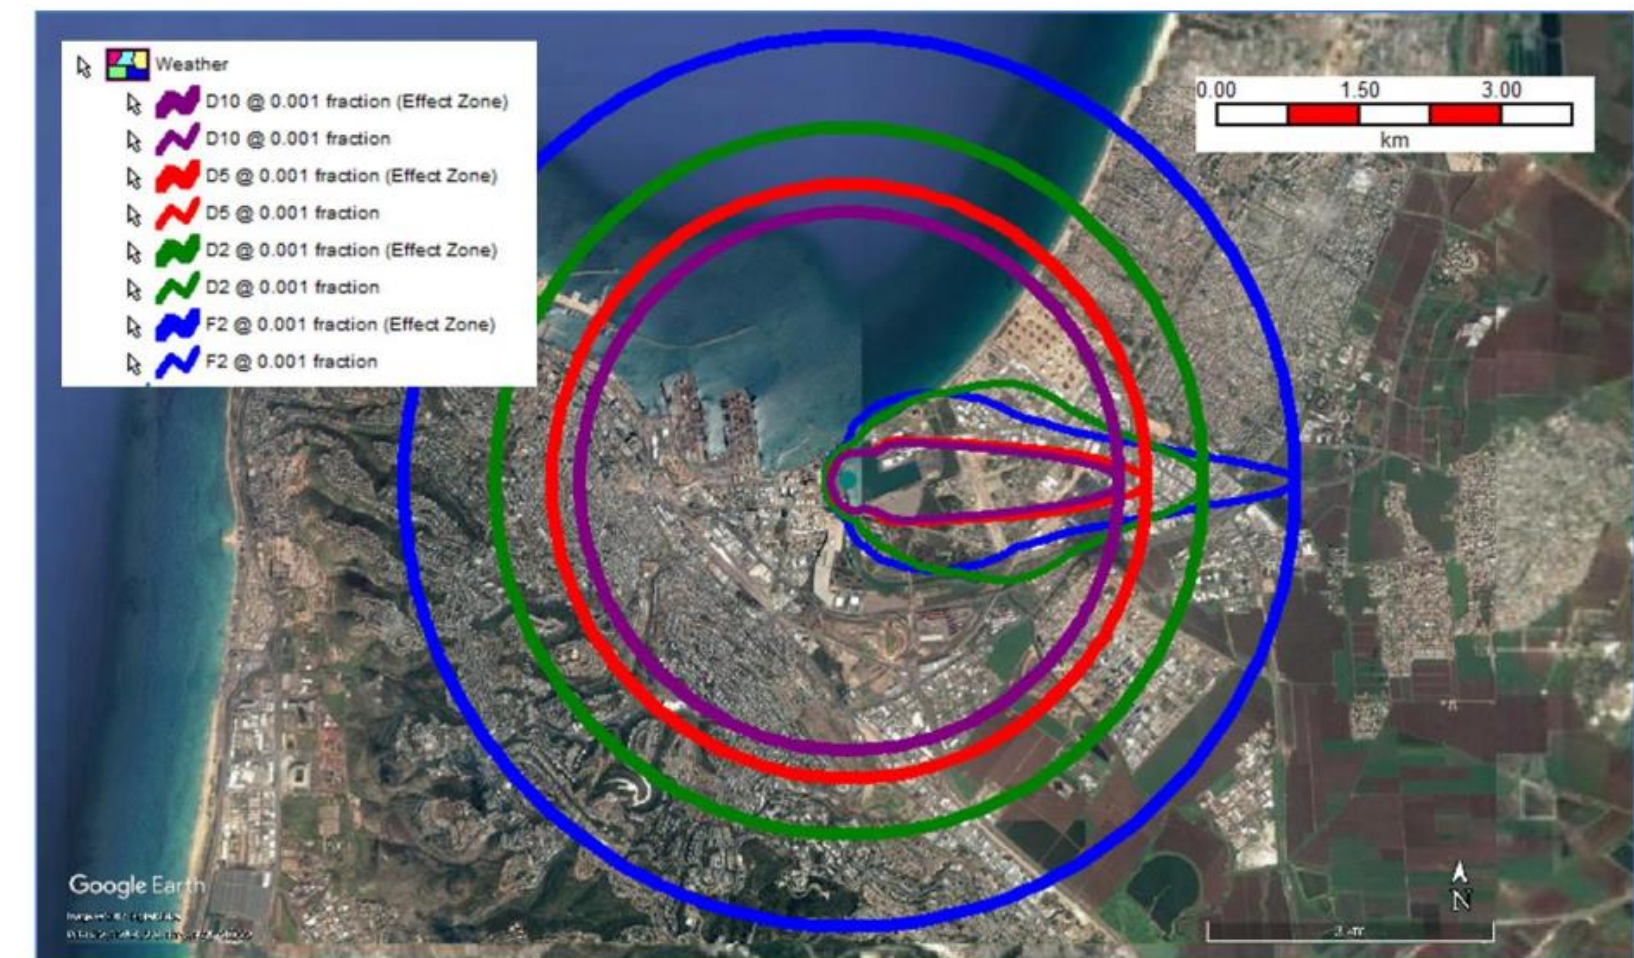 Weather
D10 @ 0.001 fraction (Effect Zone)
D10 @ 0.001 fraction
D5 @ 0.001 fraction (Effect Zone)
D5 @ 0.001 fraction
D2 @ 0.001 fraction (Effect Zone)
D2 @ 0.001 fraction
F2 @ 0.001 fraction (Effect Zone)
F2 @ 0.001 fraction
0.00 1.50 3.00
km
Google Earth
N